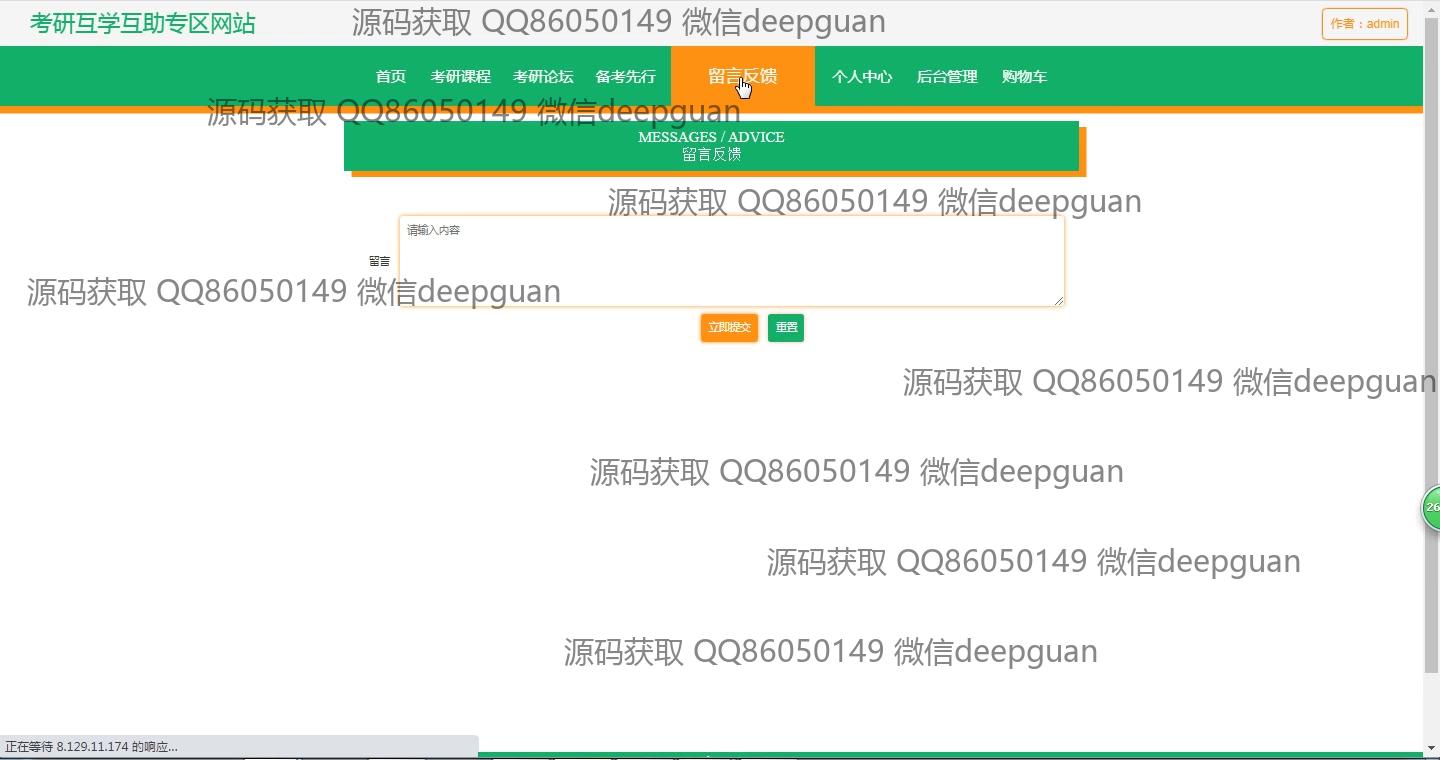 考研互学互助专区网站
源码获取 QQ86050149 微信deepguan
作者：admin
首页 考研课程 考研论坛 备考先行 留言反馈 个人中心 后台管理 购物车
源码获取 QQ86050149 微信deepguan
MESSAGES / ADVICE
留言反馈
源码获取 QQ86050149 微信deepguan
请输入内容
留言
源码获取 QQ86050149 微信deepguan
立即提交 重置
源码获取 QQ86050149 微信deepguan
源码获取 QQ86050149 微信deepguan
26
源码获取 QQ86050149 微信deepguan
源码获取 QQ86050149 微信deepguan
正在等待 8.129.11.174 的响应...